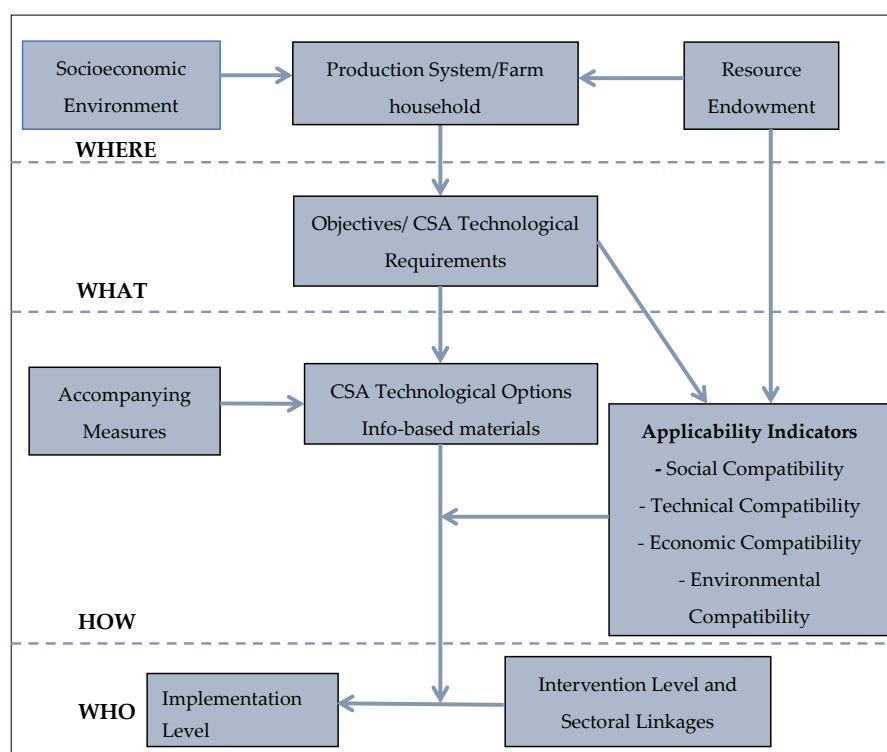 Socioeconomic
Environment
Production System/Farm
household
Resource
Endowment
WHERE
Objectives/ CSA Technological
Requirements
WHAT
Accompanying
Measures
CSA Technological Options
Info-based materials
Applicability Indicators
- Social Compatibility
- Technical Compatibility
- Economic Compatibility
- Environmental
Compatibility
HOW
WHO
Implementation
Level
Intervention Level and
Sectoral Linkages